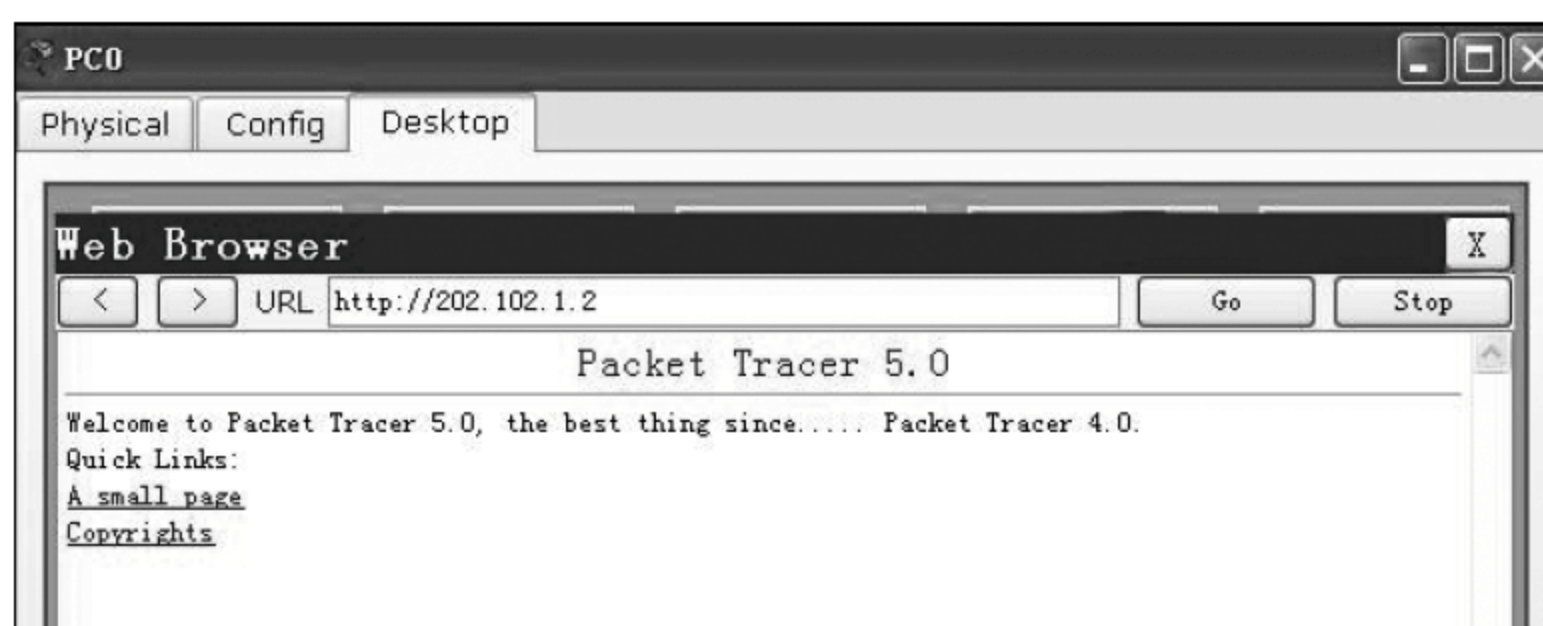 PC0
Physical Config Desktop
Web Browser X
< > URL http://202.102.1.2 Go Stop
Packet Tracer 5.0
Welcome to Packet Tracer 5.0, the best thing since..... Packet Tracer 4.0.
Quick Links:
A small page
Copyrights